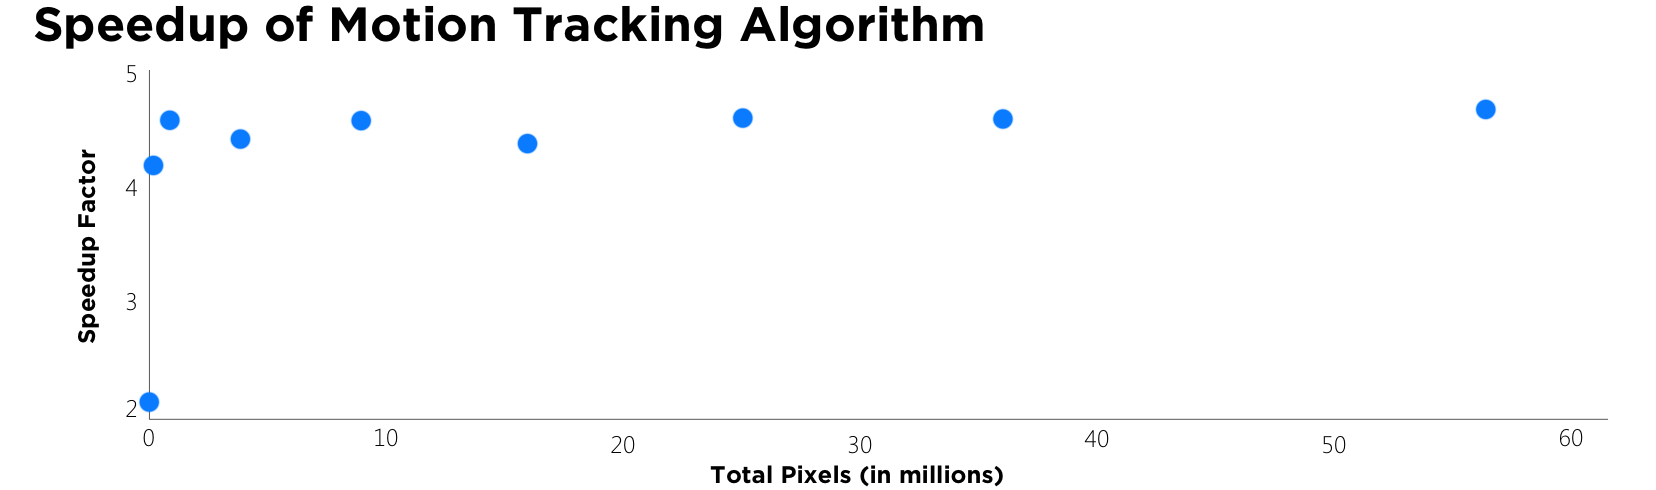 Speedup of Motion Tracking Algorithm
5
4
3
2
Speedup Factor
0 10 20 30 40 50 60
Total Pixels (in millions)